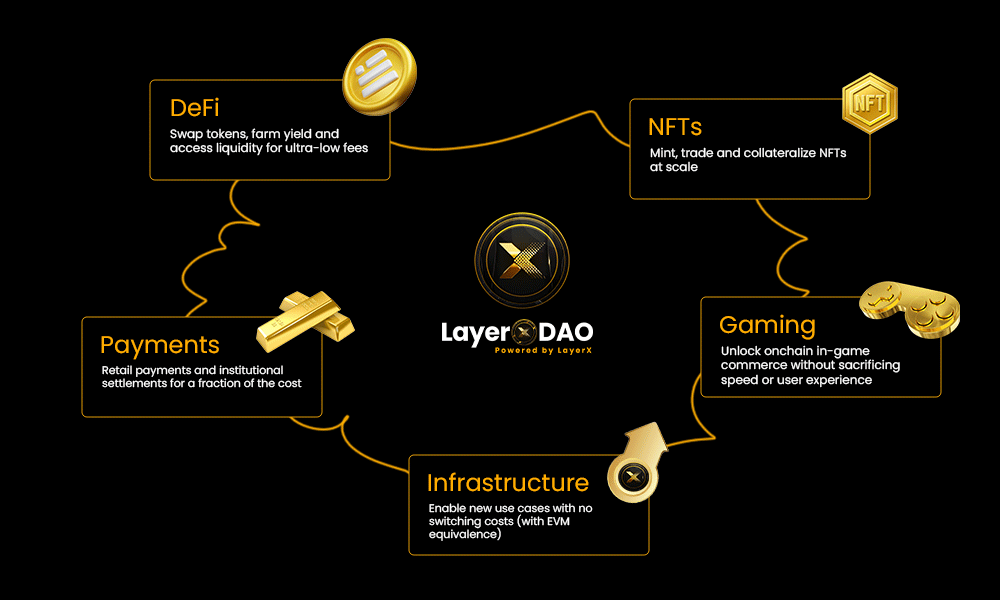 DeFi
Swap tokens, farm yield and
access liquidity for ultra-low fees
NFT
NFTs
Mint, trade and collateralize NFTs
at scale
LayerXDAO
Powered by LayerX
Gaming
Unlock onchain in-game
commerce without sacrificing
speed or user experience
Payments
Retail payments and institutional
settlements for a fraction of the cost
Infrastructure
Enable new use cases with no
switching costs (with EVM
equivalence)